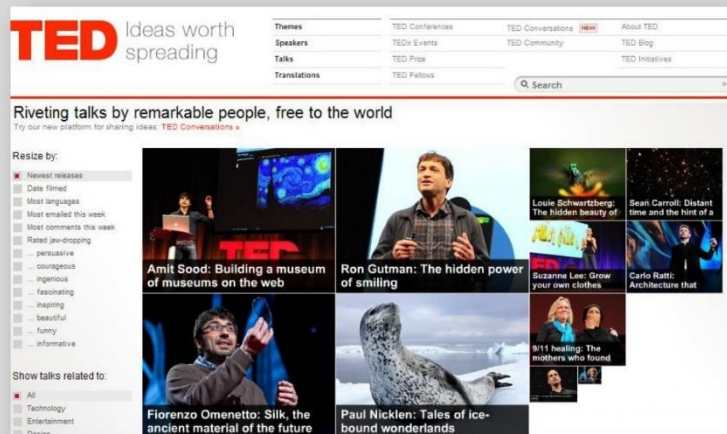 TED Ideas worth
spreading
Themes
Speakers
Talks
Translations
TED Conferences
TEDx Events
TED Prize
TED Fellows
TED Conversations NEW!
TED Community
About TED
TED Blog
TED Initiatives
Search
Riveting talks by remarkable people, free to the world
Try our new platform for sharing ideas: TED Conversations »
Resize by:
Newest releases
Date filmed
Most languages
Most emailed this week
Most comments this week
Rated jaw-dropping
... persuasive
... courageous
... ingenious
... fascinating
... inspiring
... beautiful
... funny
... informative
Show talks related to:
All
Technology
Entertainment
Design
TED
Amit Sood: Building a museum
of museums on the web
Ron Gutman: The hidden power
of smiling
Louie Schwartzberg:
The hidden beauty of
Sean Carroll: Distant
time and the hint of a
Suzanne Lee: Grow
your own clothes
Carlo Ratti:
Architecture that
9/11 healing: The
mothers who found
Fiorenzo Omenetto: Silk, the
ancient material of the future
Paul Nicklen: Tales of ice-
bound wonderlands